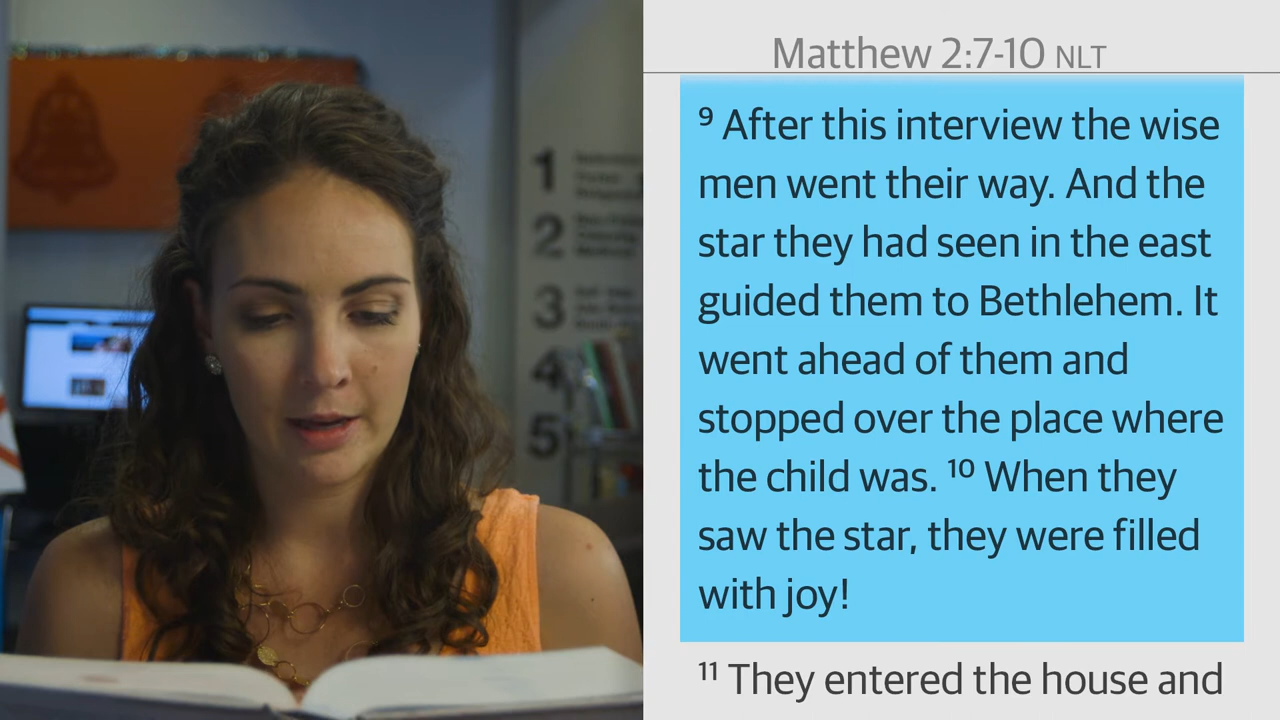 Matthew 2:7-10 NLT
⁹ After this interview the wise
men went their way. And the
star they had seen in the east
guided them to Bethlehem. It
went ahead of them and
stopped over the place where
the child was. ¹⁰ When they
saw the star, they were filled
with joy!
¹¹ They entered the house and
1
2
3
4
5